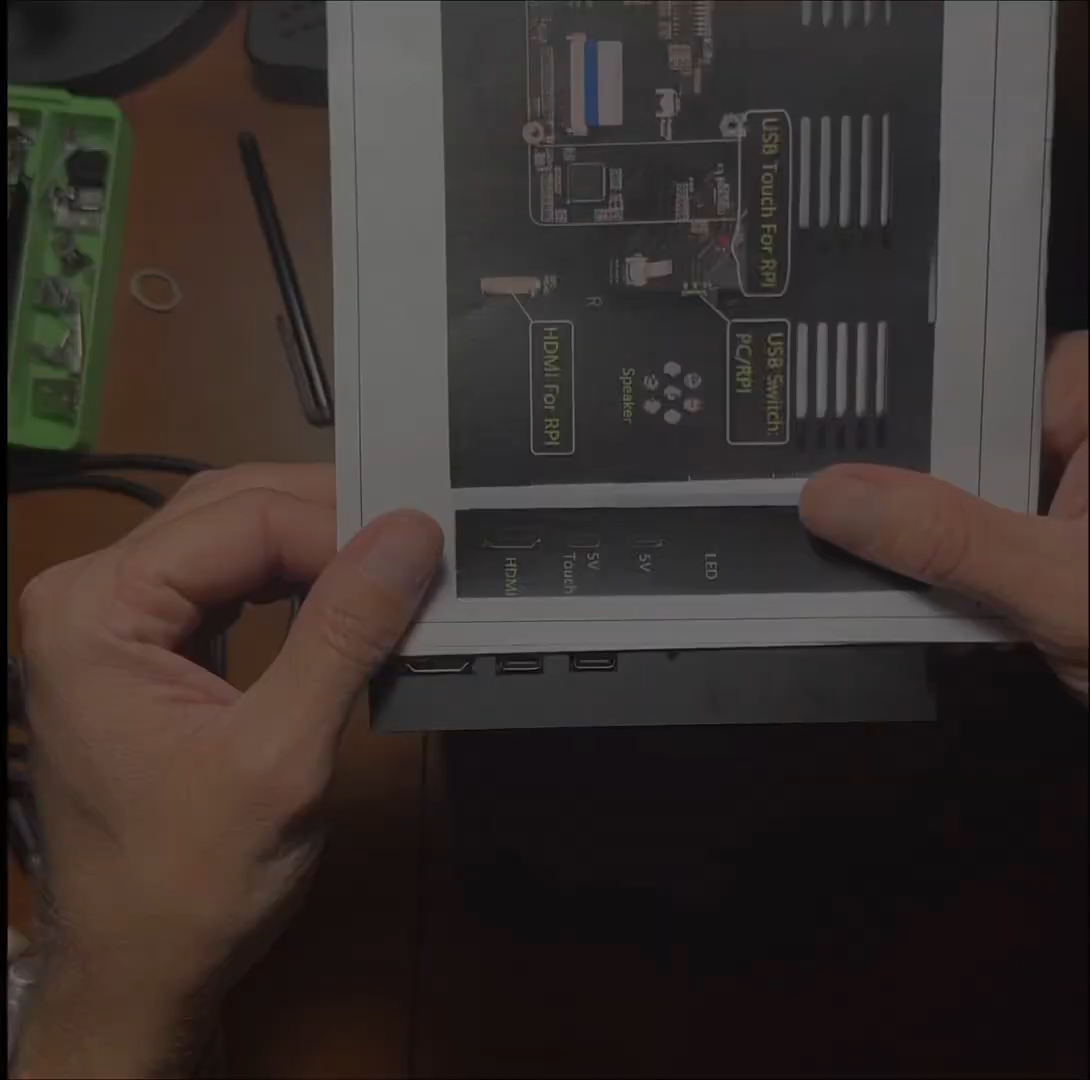 USB Touch For RPI
USB Switch:
PC/RPI
HDMI For RPI
Speaker
R
HDMI
5V
Touch
5V
LED